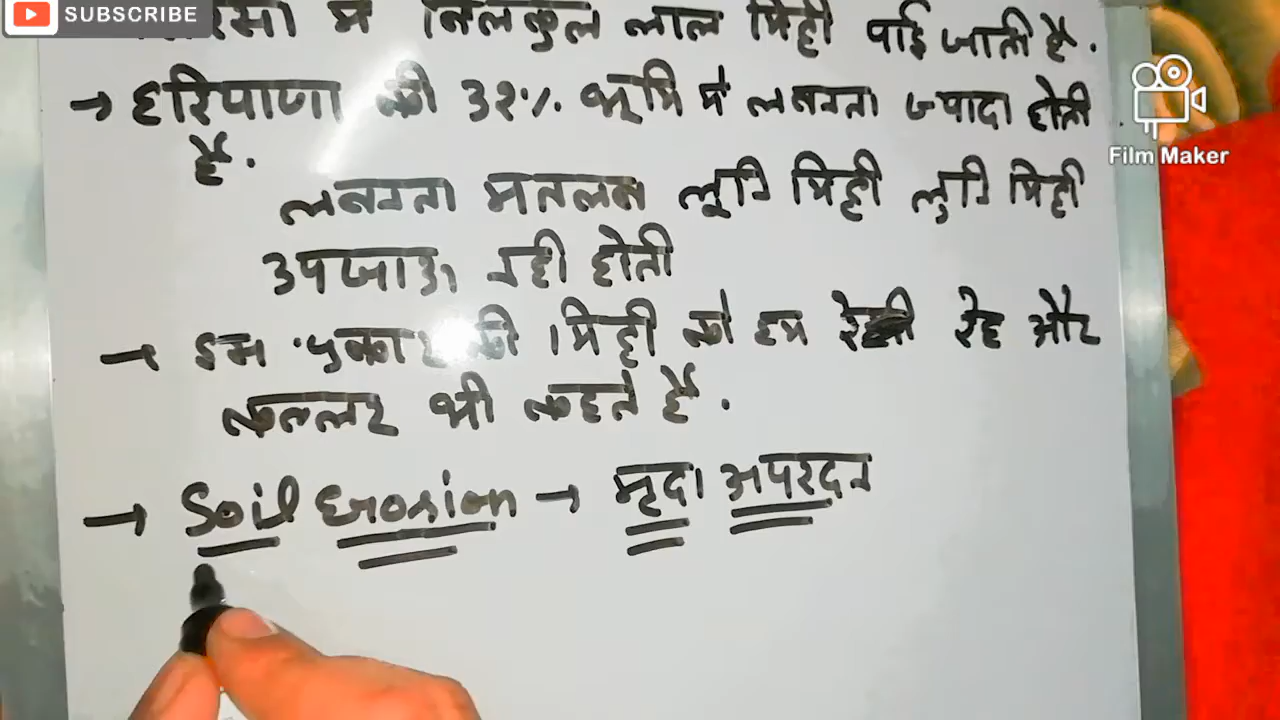 SUBSCRIBE
में बिलकुल लाल मिट्टी पाई जाती है.
→ हरियाणा की 32% भूमि में लवणता ज्यादा होती
है.
लवणता मतलब लूणि मिट्टी लुणि मिट्टी
उपजाऊ नही होती
→ इस प्रकार की मिट्टी को हम रेह और
कल्लर भी कहते है.
→ Soil Erosion → मृदा अपरदन
Film Maker